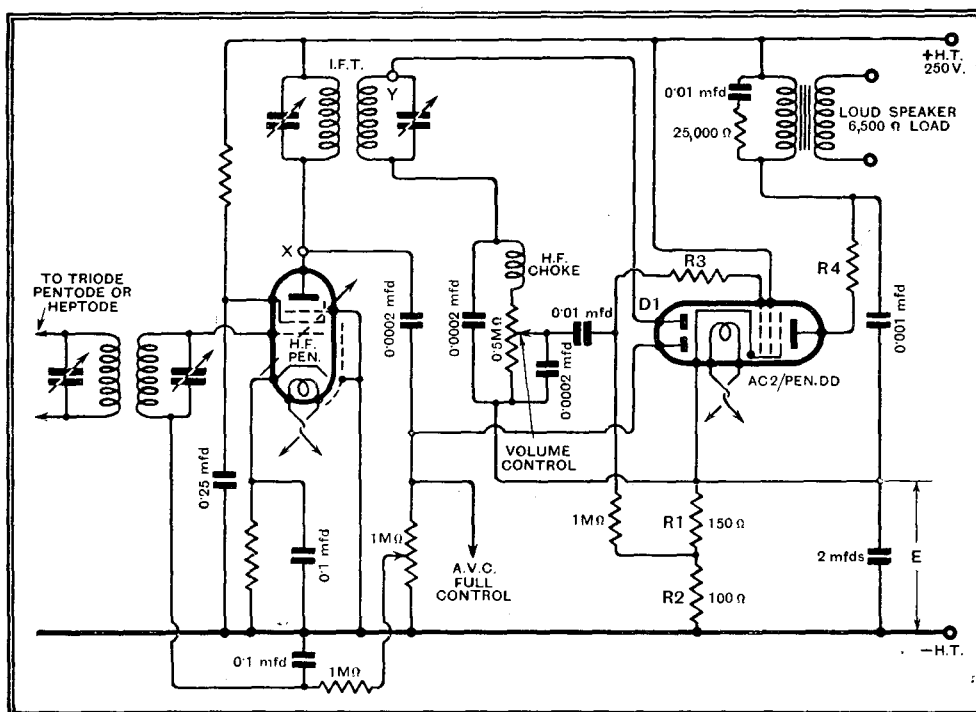 I.F.T.
Y
+H.T.
250 V.
0·01 mfd
25,000 Ω
LOUD SPEAKER
6,500 Ω LOAD
X
TO TRIODE
PENTODE OR
HEPTODE
H.F.
PEN.
0·0002 mfd
0·0002 mfd
H.F.
CHOKE
0·5MΩ
0·0002 mfd
0·01 mfd
R3
D1
R4
0·001 mfd
AC2/PEN.DD
VOLUME
CONTROL
0·25 mfd
0·1 mfd
1MΩ
A.V.C.
FULL
CONTROL
1MΩ
R1
150 Ω
R2
100 Ω
2 mfds
E
0·1 mfd
1MΩ
—H.T.